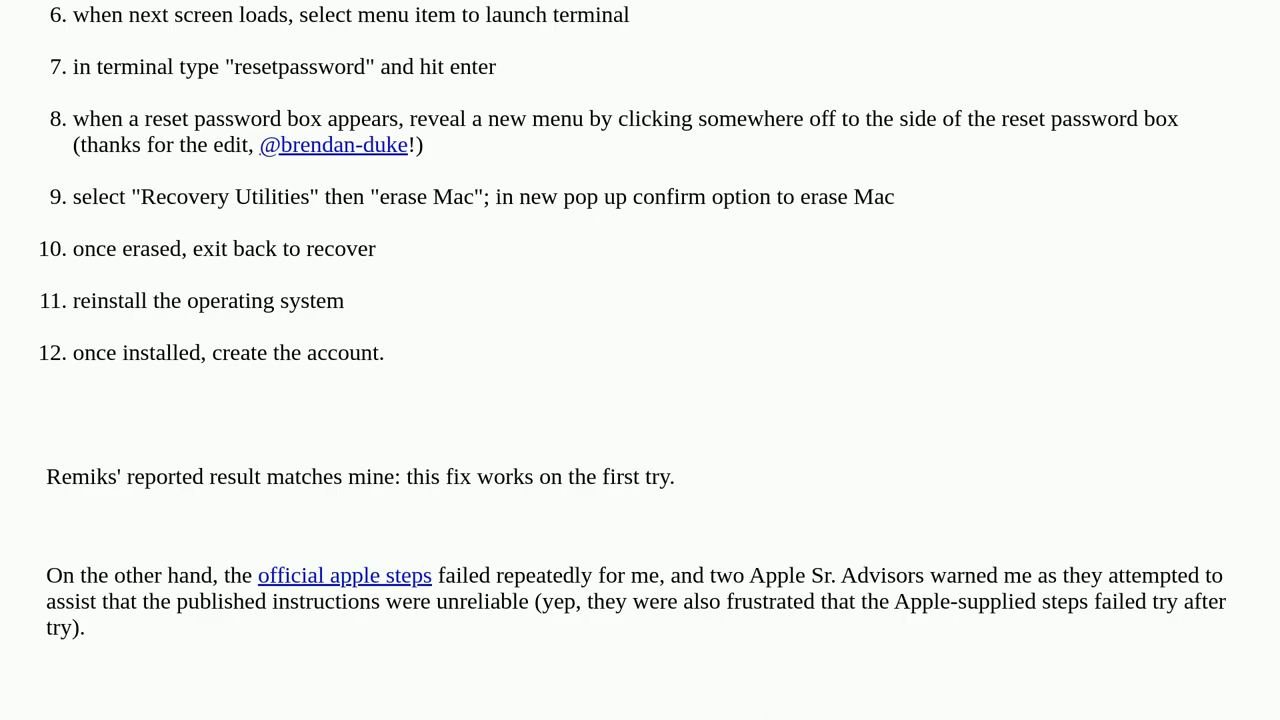 6. when next screen loads, select menu item to launch terminal
7. in terminal type "resetpassword" and hit enter
8. when a reset password box appears, reveal a new menu by clicking somewhere off to the side of the reset password box
(thanks for the edit, @brendan-duke!)
9. select "Recovery Utilities" then "erase Mac"; in new pop up confirm option to erase Mac
10. once erased, exit back to recover
11. reinstall the operating system
12. once installed, create the account.
Remiks' reported result matches mine: this fix works on the first try.
On the other hand, the official apple steps failed repeatedly for me, and two Apple Sr. Advisors warned me as they attempted to
assist that the published instructions were unreliable (yep, they were also frustrated that the Apple-supplied steps failed try after
try).